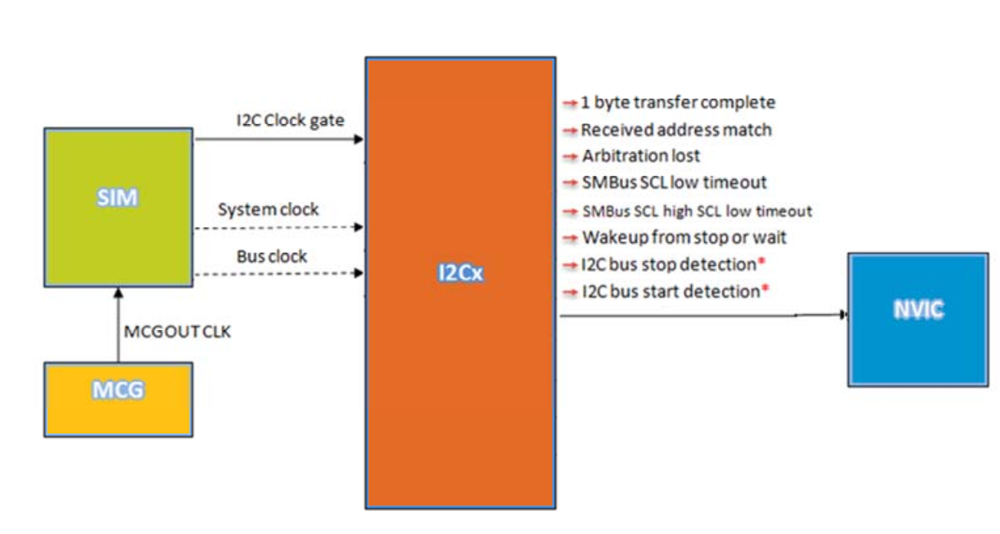 I2C Clock gate
SIM
System clock
Bus clock
MCGOUT CLK
MCG
I2Cx
1 byte transfer complete
Received address match
Arbitration lost
SMBus SCL low timeout
SMBus SCL high SCL low timeout
Wakeup from stop or wait
I2C bus stop detection*
I2C bus start detection*
NVIC